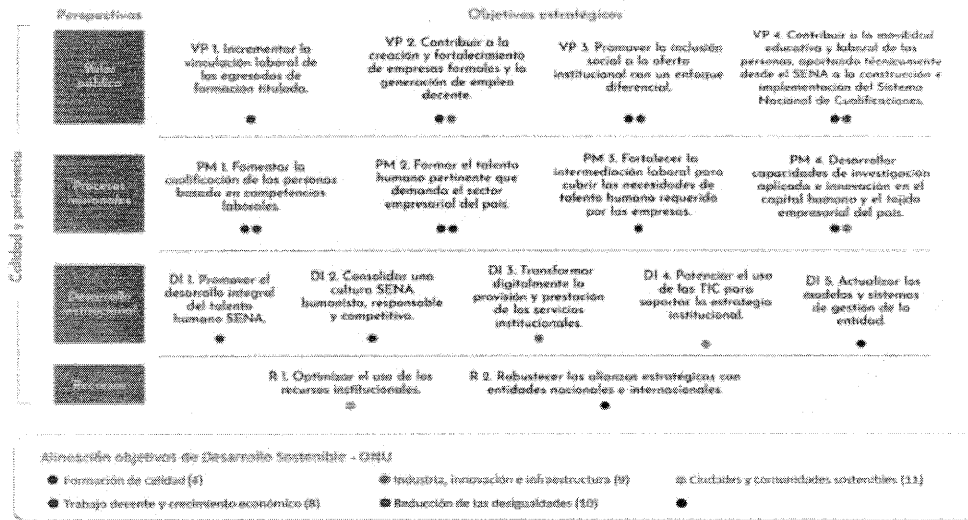 Perspectivas
Objetivos estratégicos
Calidad y pertinencia
Valor público
VP 1. Incrementar la
vinculación laboral de
los egresados de
formación titulada.
VP 2. Contribuir a la
creación y fortalecimiento
de empresas formales y la
generación de empleo
decente.
VP 3. Promover la inclusión
social a la oferta
institucional con un enfoque
diferencial.
VP 4. Contribuir a la movilidad
educativa y laboral de las
personas, aportando técnicamente
desde el SENA a la construcción e
implementación del Sistema
Nacional de Cualificaciones.
Procesos
misionales
PM 1. Fomentar la
cualificación de las personas
basada en competencias
laborales.
PM 2. Formar el talento
humano pertinente que
demanda el sector
empresarial del país.
PM 3. Fortalecer la
intermediación laboral para
cubrir las necesidades de
talento humano requerido
por las empresas.
PM 4. Desarrollar
capacidades de investigación
aplicada e innovación en el
capital humano y el tejido
empresarial del país.
Desarrollo
institucional
DI 1. Promover el
desarrollo integral
del talento
humano SENA.
DI 2. Consolidar una
cultura SENA
humanista, responsable
y competitiva.
DI 3. Transformar
digitalmente la
provisión y prestación
de los servicios
institucionales.
DI 4. Potenciar el uso
de las TIC para
soportar la estrategia
institucional.
DI 5. Actualizar los
modelos y sistemas
de gestión de la
entidad.
Recursos
R 1. Optimizar el uso de los
recursos institucionales.
R 2. Robustecer las alianzas estratégicas con
entidades nacionales e internacionales.
Alineación objetivos de Desarrollo Sostenible - ONU
Formación de calidad (4)
Industria, innovación e infraestructura (9)
Ciudades y comunidades sostenibles (11)
Trabajo decente y crecimiento económico (8)
Reducción de las desigualdades (10)